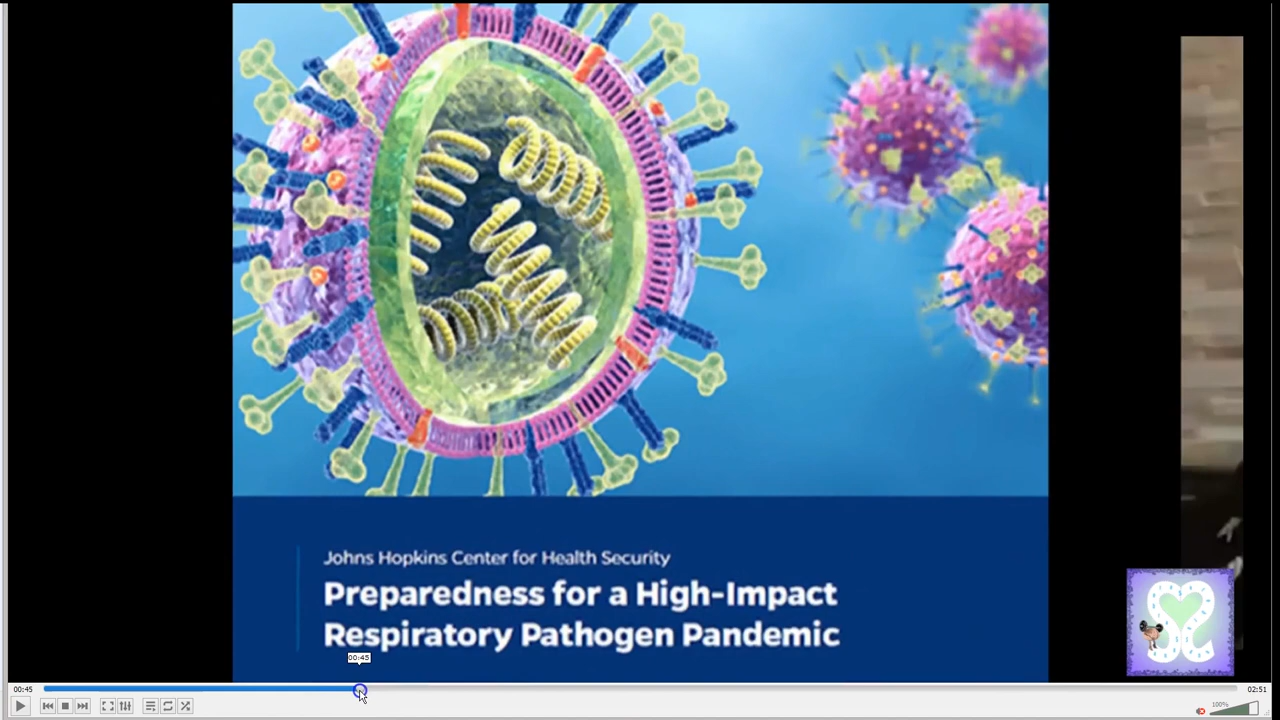 Johns Hopkins Center for Health Security
Preparedness for a High-Impact
Respiratory Pathogen Pandemic
00:45
00:45
02:51
100%